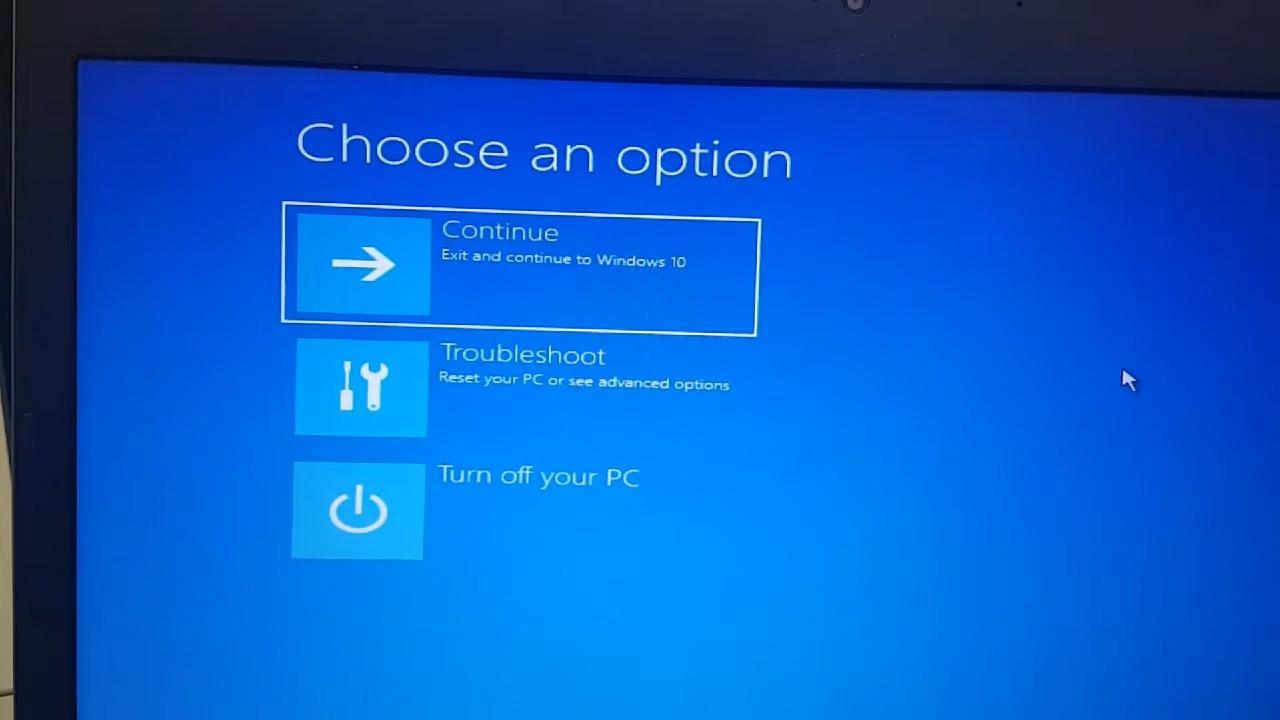 Choose an option
Continue
Exit and continue to Windows 10
Troubleshoot
Reset your PC or see advanced options
Turn off your PC